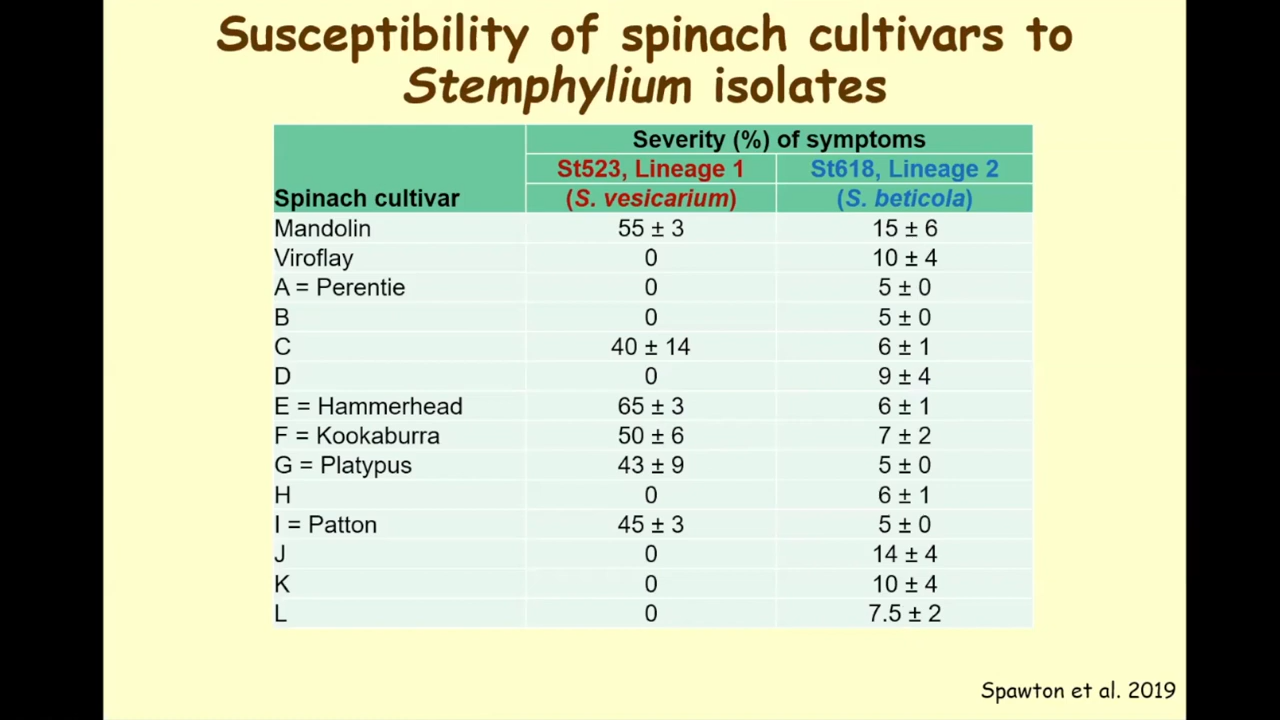 Susceptibility of spinach cultivars to
Stemphylium isolates
Severity (%) of symptoms
St523, Lineage 1 St618, Lineage 2
Spinach cultivar (S. vesicarium) (S. beticola)
Mandolin 55 ± 3 15 ± 6
Viroflay 0 10 ± 4
A = Perentie 0 5 ± 0
B 0 5 ± 0
C 40 ± 14 6 ± 1
D 0 9 ± 4
E = Hammerhead 65 ± 3 6 ± 1
F = Kookaburra 50 ± 6 7 ± 2
G = Platypus 43 ± 9 5 ± 0
H 0 6 ± 1
I = Patton 45 ± 3 5 ± 0
J 0 14 ± 4
K 0 10 ± 4
L 0 7.5 ± 2
Spawton et al. 2019